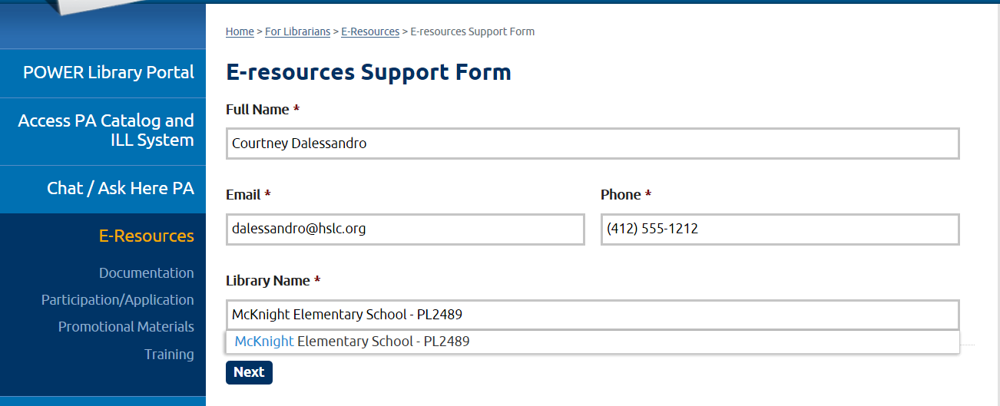 Home > For Librarians > E-Resources > E-resources Support Form
POWER Library Portal
Access PA Catalog and
ILL System
Chat / Ask Here PA
E-Resources
Documentation
Participation/Application
Promotional Materials
Training
E-resources Support Form
Full Name *
Courtney Dalessandro
Email *
Phone *
dalessandro@hslc.org
(412) 555-1212
Library Name *
McKnight Elementary School - PL2489
McKnight Elementary School - PL2489
Next